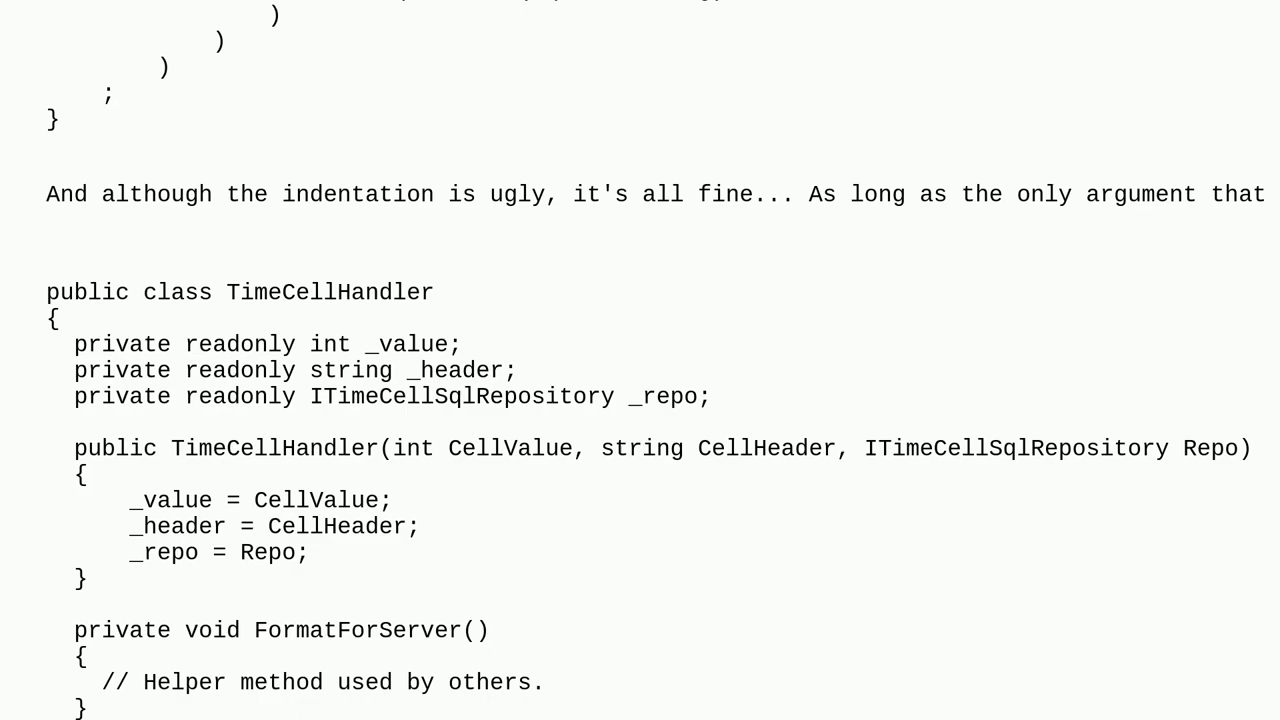 )
)
)
;
}
And although the indentation is ugly, it's all fine... As long as the only argument that
public class TimeCellHandler
{
private readonly int _value;
private readonly string _header;
private readonly ITimeCellSqlRepository _repo;
public TimeCellHandler(int CellValue, string CellHeader, ITimeCellSqlRepository Repo)
{
_value = CellValue;
_header = CellHeader;
_repo = Repo;
}
private void FormatForServer()
{
// Helper method used by others.
}